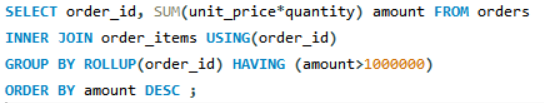 SELECT order_id, SUM(unit_price*quantity) amount FROM orders
INNER JOIN order_items USING(order_id)
GROUP BY ROLLUP(order_id) HAVING (amount>1000000)
ORDER BY amount DESC ;